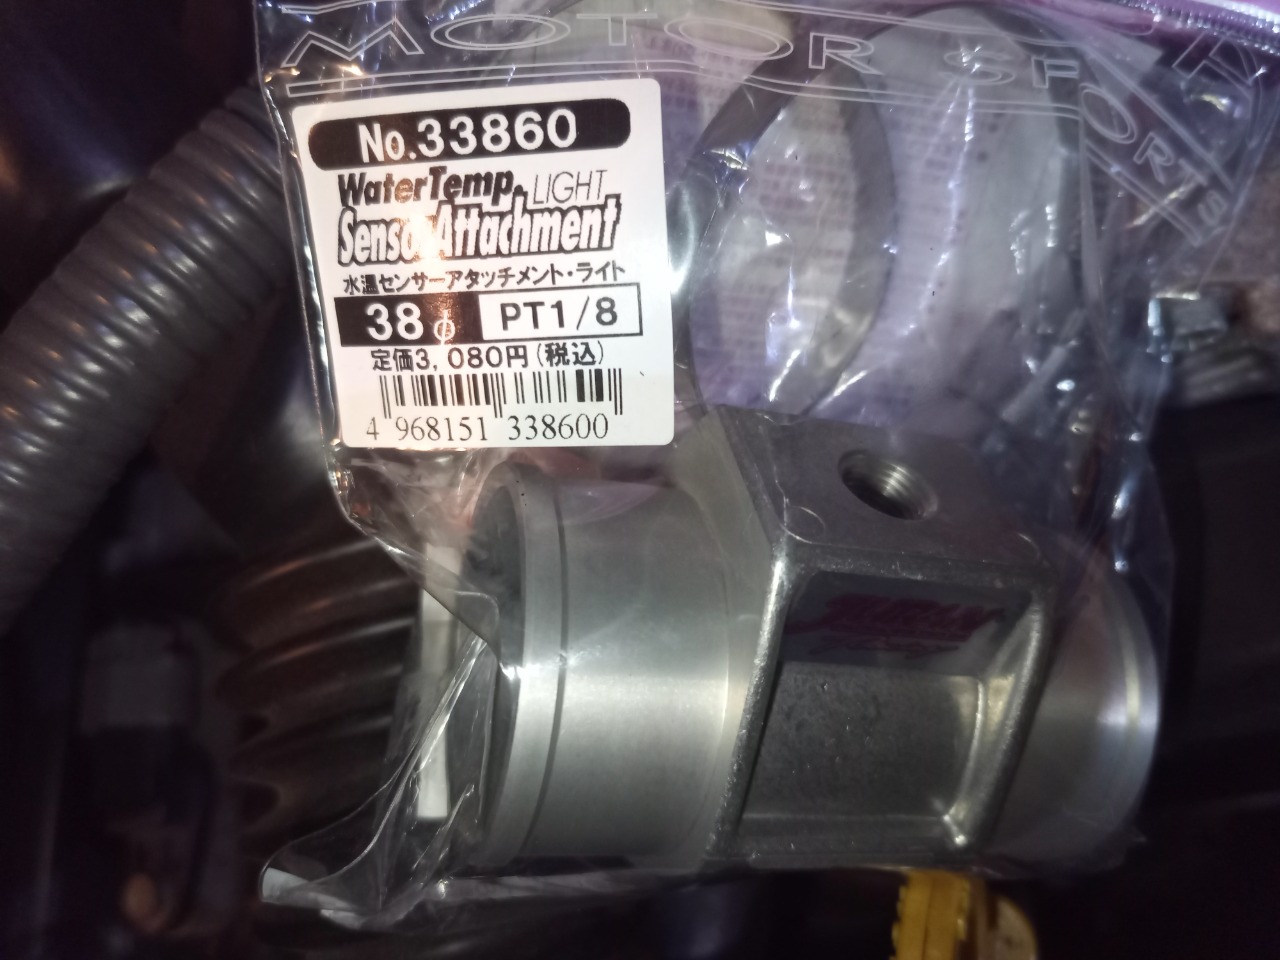 MOTOR SPORTS
No.33860
WaterTemp. LIGHT
Sensor Attachment
水温センサーアタッチメント・ライト
38φ PT1/8
定価3,080円(税込)
4 968151 338600